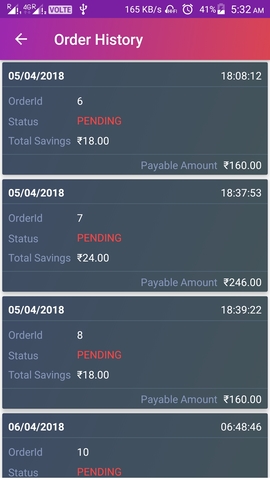 R 4G R VOLTE 165 KB/s 41% 5:32 AM
Order History
05/04/2018 18:08:12
OrderId 6
Status PENDING
Total Savings ₹18.00
Payable Amount ₹160.00
05/04/2018 18:37:53
OrderId 7
Status PENDING
Total Savings ₹24.00
Payable Amount ₹246.00
05/04/2018 18:39:22
OrderId 8
Status PENDING
Total Savings ₹18.00
Payable Amount ₹160.00
06/04/2018 06:48:46
OrderId 10
Status PENDING